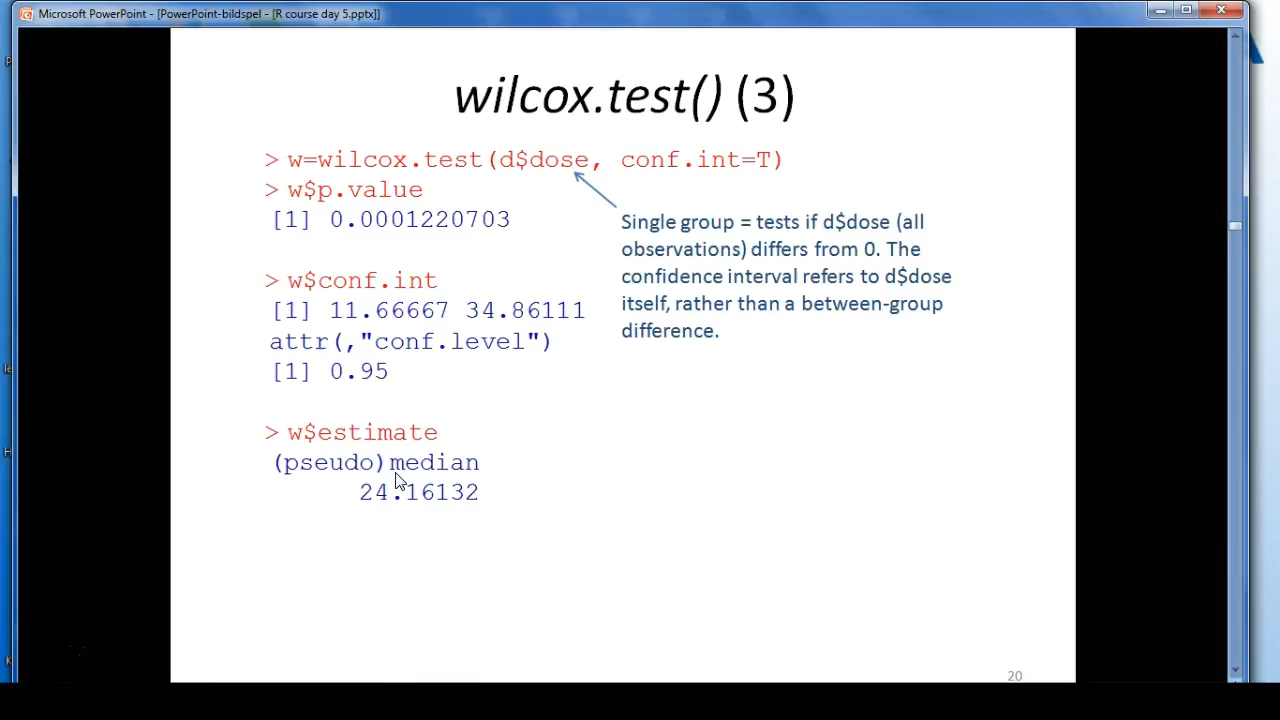 Microsoft PowerPoint - [PowerPoint-bildspel - [R course day 5.pptx]]
wilcox.test() (3)
> w=wilcox.test(d$dose, conf.int=T)
> w$p.value
[1] 0.0001220703
Single group = tests if d$dose (all
observations) differs from 0. The
confidence interval refers to d$dose
itself, rather than a between-group
difference.
> w$conf.int
[1] 11.66667 34.86111
attr(,"conf.level")
[1] 0.95
> w$estimate
(pseudo)median
24.16132
20